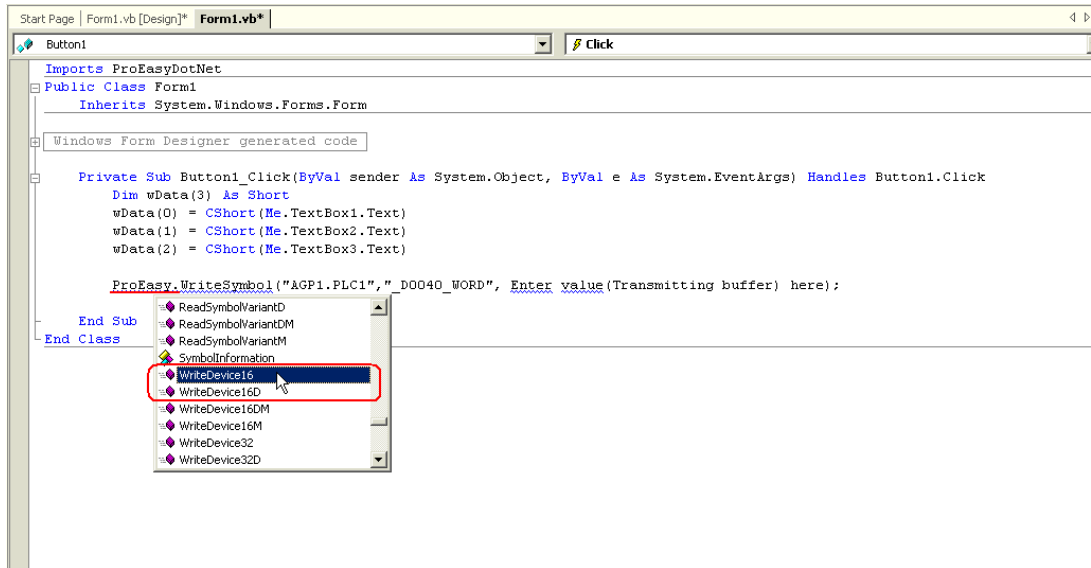 Start Page Form1.vb [Design]* Form1.vb*
Button1 Click
Imports ProEasyDotNet
Public Class Form1
Inherits System.Windows.Forms.Form
Windows Form Designer generated code
Private Sub Button1_Click(ByVal sender As System.Object, ByVal e As System.EventArgs) Handles Button1.Click
Dim wData(3) As Short
wData(0) = CShort(Me.TextBox1.Text)
wData(1) = CShort(Me.TextBox2.Text)
wData(2) = CShort(Me.TextBox3.Text)
ProEasy.WriteSymbol("AGP1.PLC1","_D0040_WORD", Enter value(Transmitting buffer) here);
ReadSymbolVariantD
End Sub ReadSymbolVariantDM
End Class ReadSymbolVariantM
SymbolInformation
WriteDevice16
WriteDevice16D
WriteDevice16DM
WriteDevice16M
WriteDevice32
WriteDevice32D